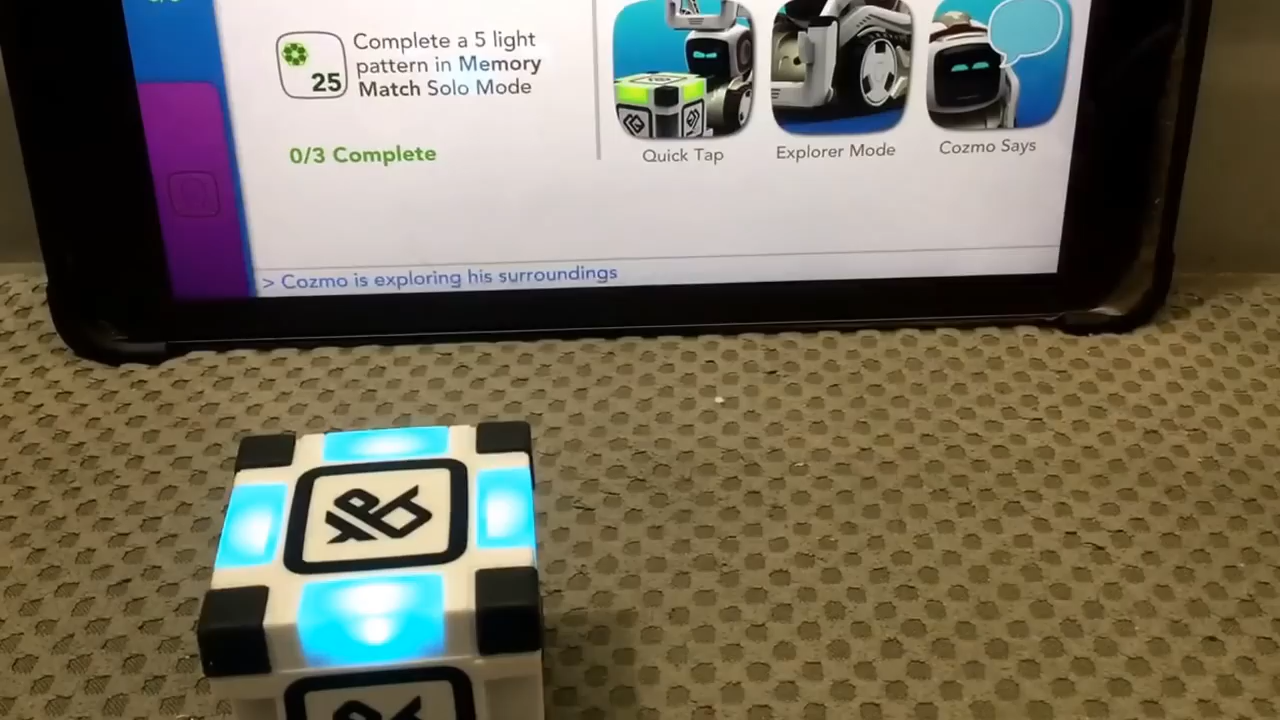 Complete a 5 light
pattern in Memory
Match Solo Mode
25
0/3 Complete
Quick Tap
Explorer Mode
Cozmo Says
> Cozmo is exploring his surroundings